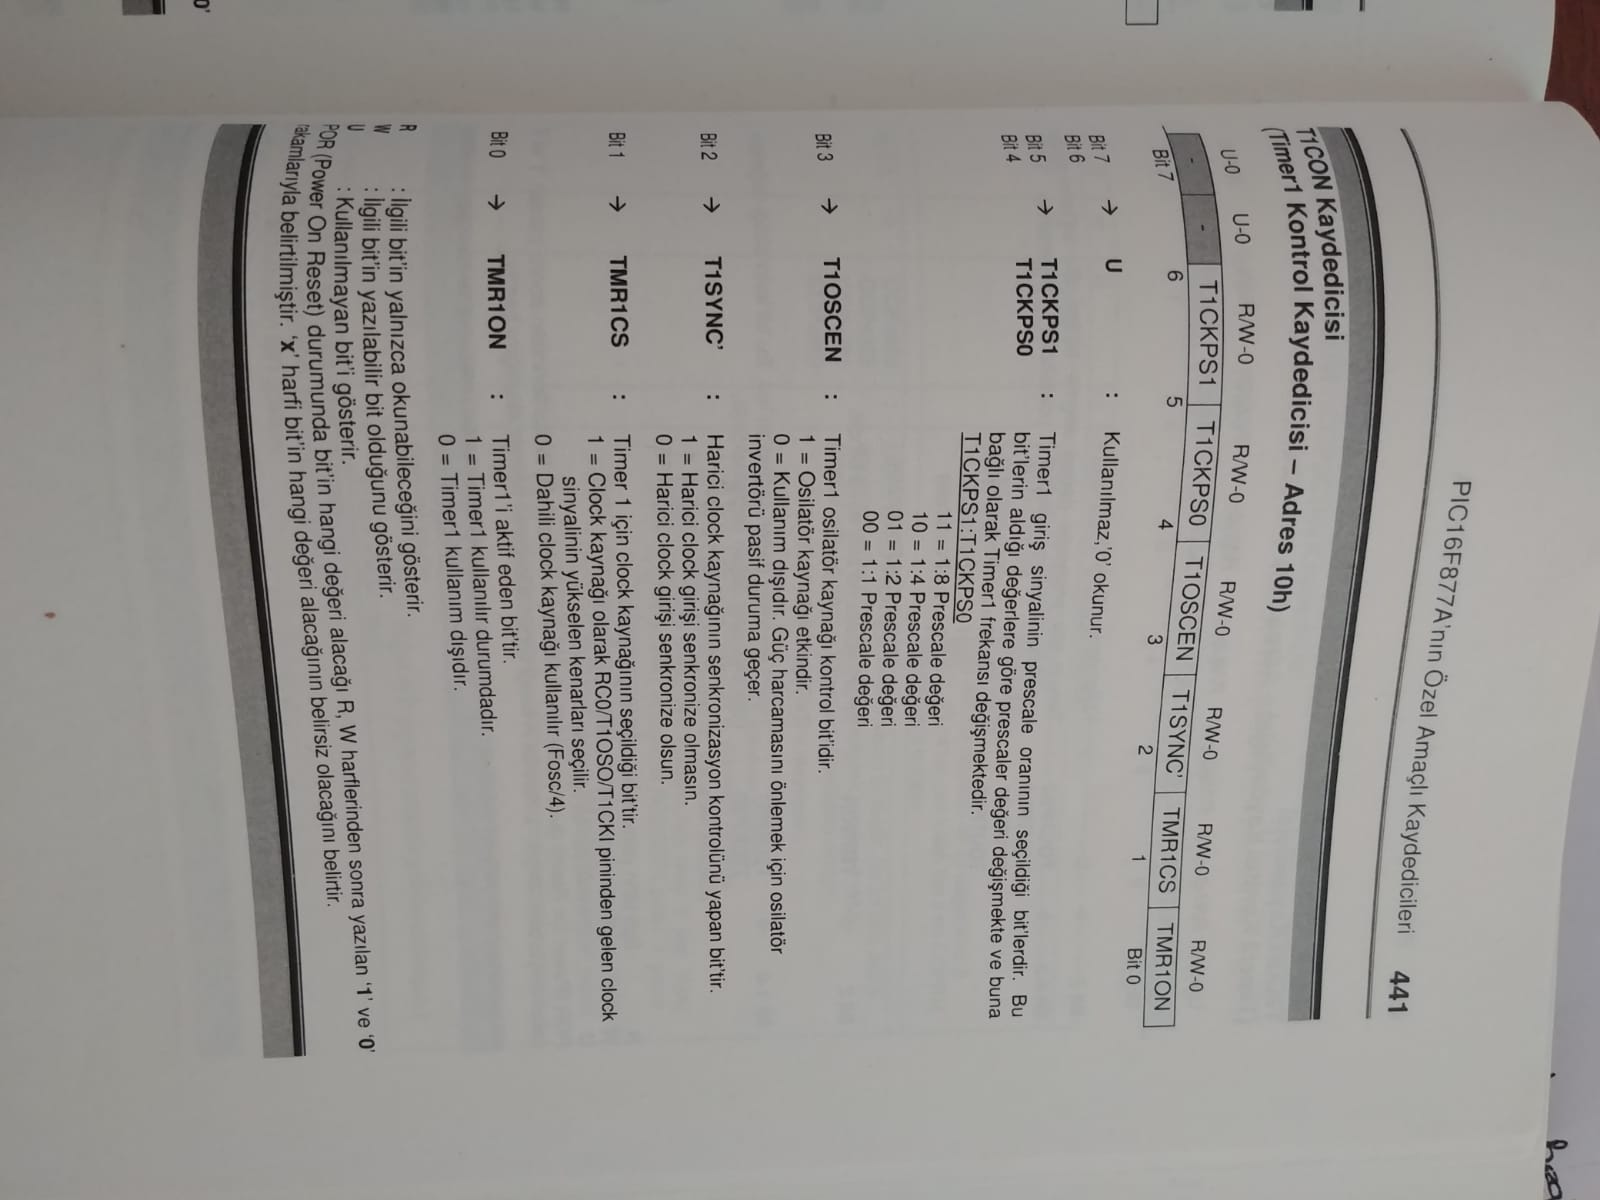 PIC16F877A'nın Özel Amaçlı Kaydedicileri 441
T1CON Kaydedicisi
(Timer1 Kontrol Kaydedicisi – Adres 10h)
U-0 U-0 R/W-0 R/W-0 R/W-0 R/W-0 R/W-0 R/W-0
- - T1CKPS1 T1CKPS0 T1OSCEN T1SYNC' TMR1CS TMR1ON
Bit 7 6 5 4 3 2 1 Bit 0
Bit 7 → U : Kullanılmaz,'0' okunur.
Bit 6
Bit 5 → T1CKPS1 : Timer1 giriş sinyalinin prescale oranının seçildiği bit'lerdir. Bu
Bit 4 T1CKPS0 bit'lerin aldığı değerlere göre prescaler değeri değişmekte ve buna
bağlı olarak Timer1 frekansı değişmektedir.
T1CKPS1:T1CKPS0
11 = 1:8 Prescale değeri
10 = 1:4 Prescale değeri
01 = 1:2 Prescale değeri
00 = 1:1 Prescale değeri
Bit 3 → T1OSCEN : Timer1 osilatör kaynağı kontrol bit'idir.
1 = Osilatör kaynağı etkindir.
0 = Kullanım dışıdır. Güç harcamasını önlemek için osilatör
invertörü pasif duruma geçer.
Bit 2 → T1SYNC' : Harici clock kaynağının senkronizasyon kontrolünü yapan bit'tir.
1 = Harici clock girişi senkronize olmasın.
0 = Harici clock girişi senkronize olsun.
Bit 1 → TMR1CS : Timer 1 için clock kaynağının seçildiği bit'tir.
1 = Clock kaynağı olarak RC0/T1OSO/T1CKI pininden gelen clock
sinyalinin yükselen kenarları seçilir.
0 = Dahili clock kaynağı kullanılır (Fosc/4).
Bit 0 → TMR1ON : Timer1'i aktif eden bit'tir.
1 = Timer1 kullanılır durumdadır.
0 = Timer1 kullanım dışıdır.
R : İlgili bit'in yalnızca okunabileceğini gösterir.
W : İlgili bit'in yazılabilir bit olduğunu gösterir.
U : Kullanılmayan bit'i gösterir.
POR (Power On Reset) durumunda bit'in hangi değeri alacağı R, W harflerinden sonra yazılan '1' ve '0'
rakamlarıyla belirtilmiştir. 'x' harfi bit'in hangi değeri alacağının belirsiz olacağını belirtir.
0'